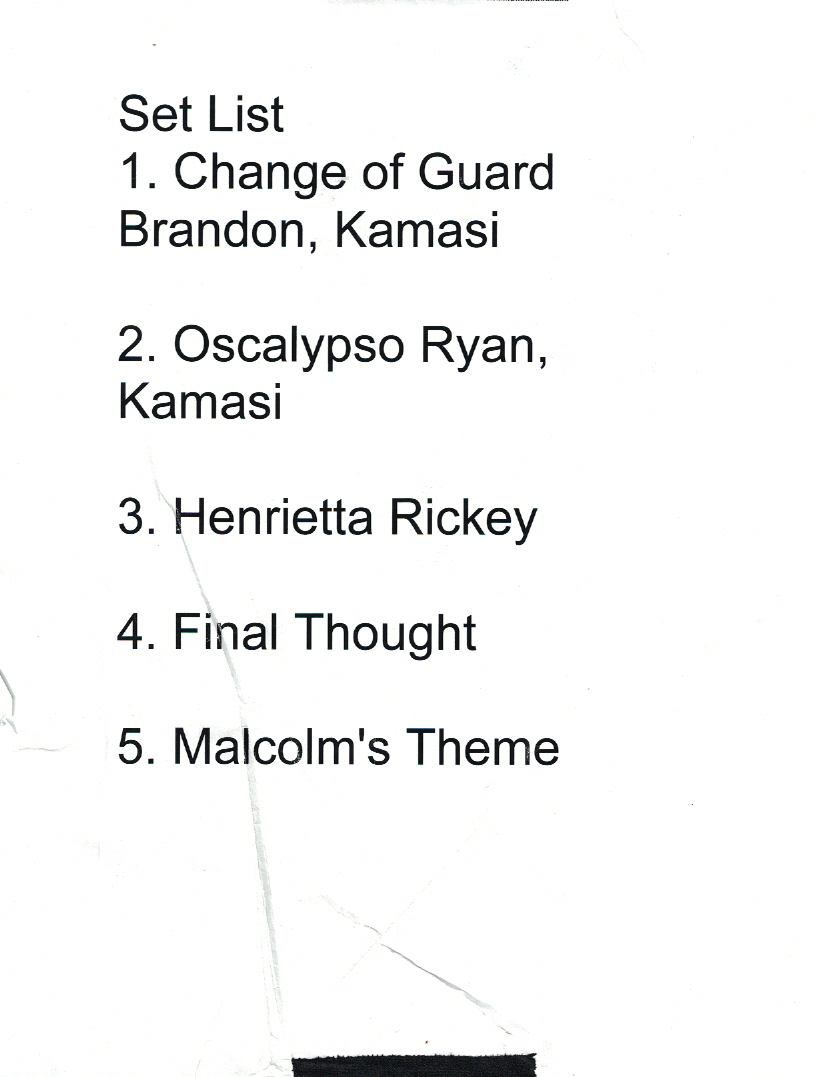 Set List
1. Change of Guard
Brandon, Kamasi
2. Oscalypso Ryan,
Kamasi
3. Henrietta Rickey
4. Final Thought
5. Malcolm's Theme